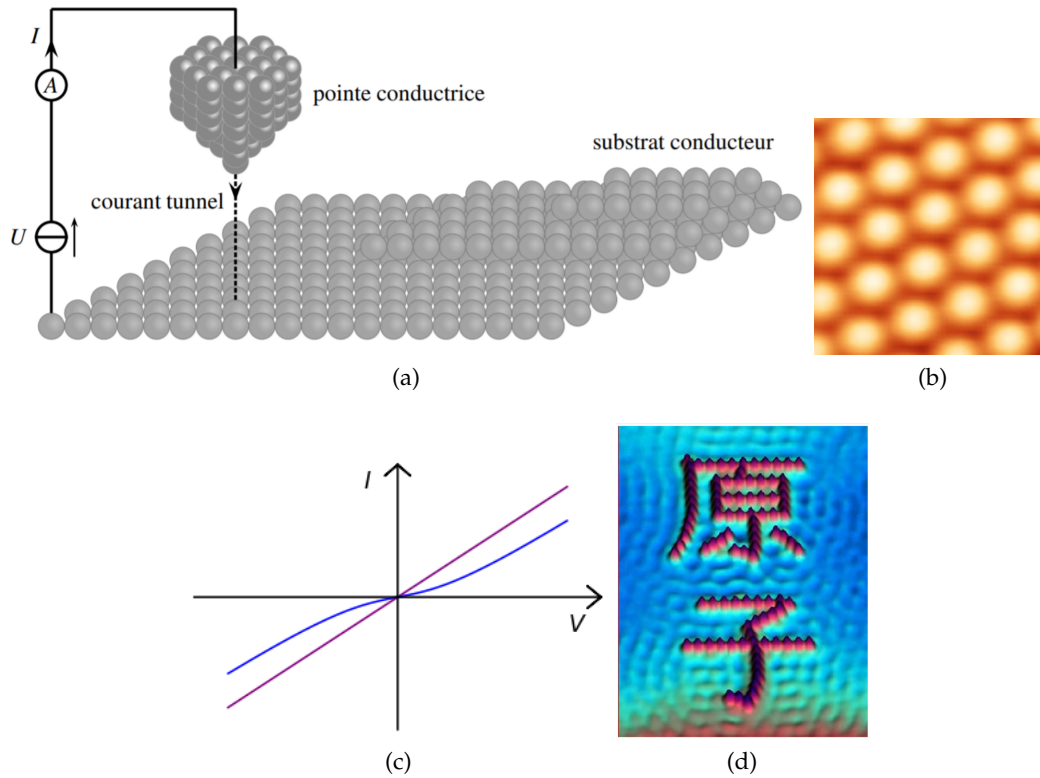 I
A
pointe conductrice
substrat conducteur
courant tunnel
U
(a)
(b)
I
V
(c)
原
子
(d)